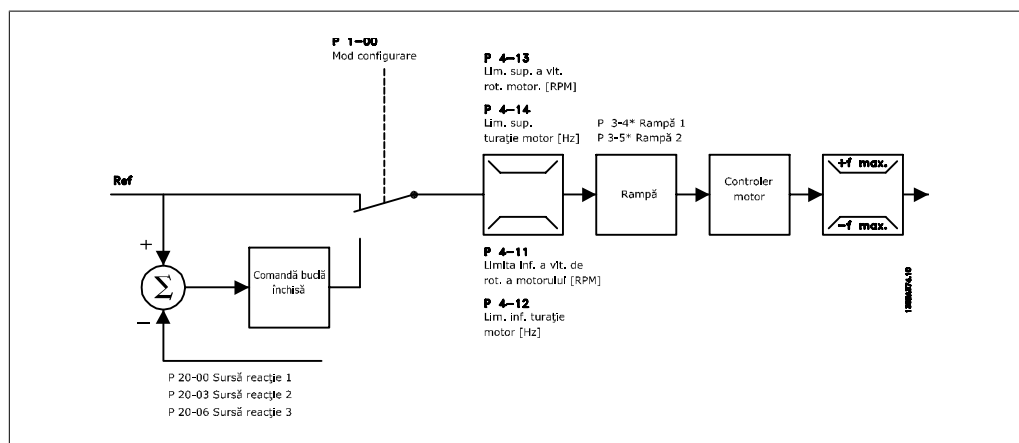 P 1-00
Mod configurare
P 4-13
Lim. sup. a vit.
rot. motor. [RPM]
P 4-14
Lim. sup.
turație motor [Hz]
P 3-4* Rampă 1
P 3-5* Rampă 2
Ref
+f max.
Rampă
Controler
motor
-f max.
+
Σ
Comandă buclă
închisă
–
P 4-11
Limita inf. a vit. de
rot. a motorului [RPM]
P 4-12
Lim. inf. turație
motor [Hz]
P 20-00 Sursă reacție 1
P 20-03 Sursă reacție 2
P 20-06 Sursă reacție 3